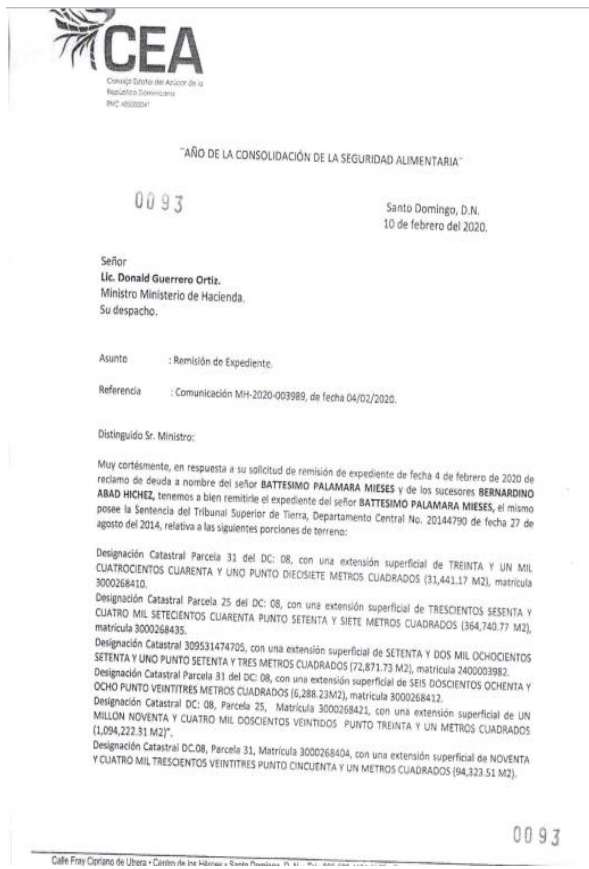 CEA
Consejo Estatal del Azúcar de la
República Dominicana
"AÑO DE LA CONSOLIDACIÓN DE LA SEGURIDAD ALIMENTARIA"
0093
Santo Domingo, D.N.
10 de febrero del 2020.
Señor
Lic. Donald Guerrero Ortiz.
Ministro Ministerio de Hacienda.
Su despacho.
Asunto : Remisión de Expediente.
Referencia : Comunicación MH-2020-003989, de fecha 04/02/2020.
Distinguido Sr. Ministro:
Muy cortésmente, en respuesta a su solicitud de remisión de expediente de fecha 4 de febrero de 2020 de
reclamo de deuda a nombre del señor BATTESIMO PALAMARA MIESES y de los sucesores BERNARDINO
ABAD HICHEZ, tenemos a bien remitirle el expediente del señor BATTESIMO PALAMARA MIESES, el mismo
posee la Sentencia del Tribunal Superior de Tierra, Departamento Central No. 20144790 de fecha 27 de
agosto del 2014, relativa a las siguientes porciones de terreno:
Designación Catastral Parcela 31 del DC: 08, con una extensión superficial de TREINTA Y UN MIL
CUATROCIENTOS CUARENTA Y UNO PUNTO DIECISIETE METROS CUADRADOS (31,441.17 M2), matrícula
3000268410.
Designación Catastral Parcela 25 del DC: 08, con una extensión superficial de TRESCIENTOS SESENTA Y
CUATRO MIL SETECIENTOS CUARENTA PUNTO SETENTA Y SIETE METROS CUADRADOS (364,740.77 M2),
matrícula 3000268435.
Designación Catastral 309531474705, con una extensión superficial de SETENTA Y DOS MIL OCHOCIENTOS
SETENTA Y UNO PUNTO SETENTA Y TRES METROS CUADRADOS (72,871.73 M2), matricula 2400003982.
Designación Catastral Parcela 31 del DC: 08, con una extensión superficial de SEIS DOSCIENTOS OCHENTA Y
OCHO PUNTO VEINTITRES METROS CUADRADOS (6,288.23M2), matricula 3000268412.
Designación Catastral DC: 08, Parcela 25, Matrícula 3000268421, con una extensión superficial de UN
MILLON NOVENTA Y CUATRO MIL DOSCIENTOS VEINTIDOS PUNTO TREINTA Y UN METROS CUADRADOS
(1,094,222.31 M2)".
Designación Catastral DC.08, Parcela 31, Matrícula 3000268404, con una extensión superficial de NOVENTA
Y CUATRO MIL TRESCIENTOS VEINTITRES PUNTO CINCUENTA Y UN METROS CUADRADOS (94,323.51 M2).
0093
Calle Fray Cipriano de Utrera • Centro de los Héroes • Santo Domingo, D. N.